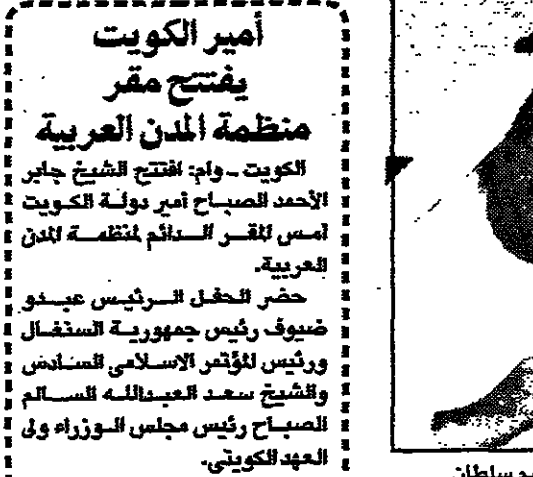 أمير الكويت
يفتتح مقر
منظمة المدن العربية
الكويت ـ وام: افتتح الشيخ جابر
الأحمد الصباح أمير دولة الكويت
أمس المقر الدائم لمنظمة المدن
العربية.
حضر الحفل الرئيس عبدو
ضيوف رئيس جمهورية السنغال
ورئيس المؤتمر الاسلامي السادس
والشيخ سعد العبدالله السالم
الصباح رئيس مجلس الوزراء ولي
العهد الكويتي.
سلطان